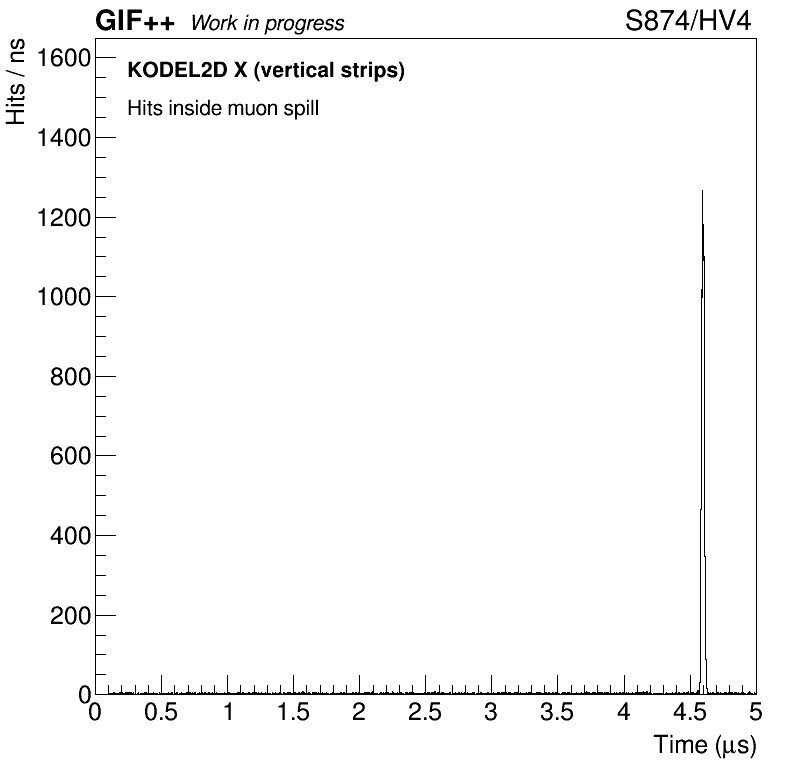 GIF++ Work in progress S874/HV4
Hits / ns
KODEL2D X (vertical strips)
Hits inside muon spill
1600
1400
1200
1000
800
600
400
200
0
0 0.5 1 1.5 2 2.5 3 3.5 4 4.5 5
Time (μs)